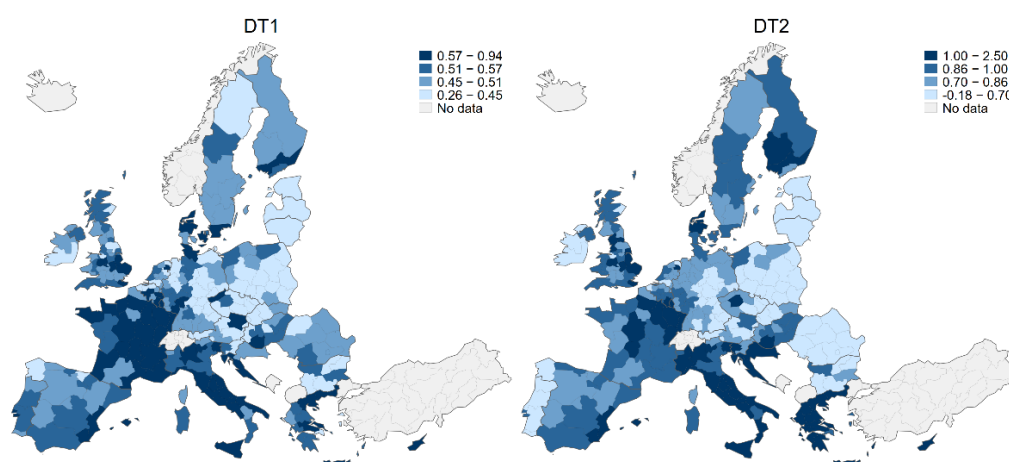 DT1
0.57 – 0.94
0.51 – 0.57
0.45 – 0.51
0.26 – 0.45
No data
DT2
1.00 – 2.50
0.86 – 1.00
0.70 – 0.86
-0.18 – 0.70
No data